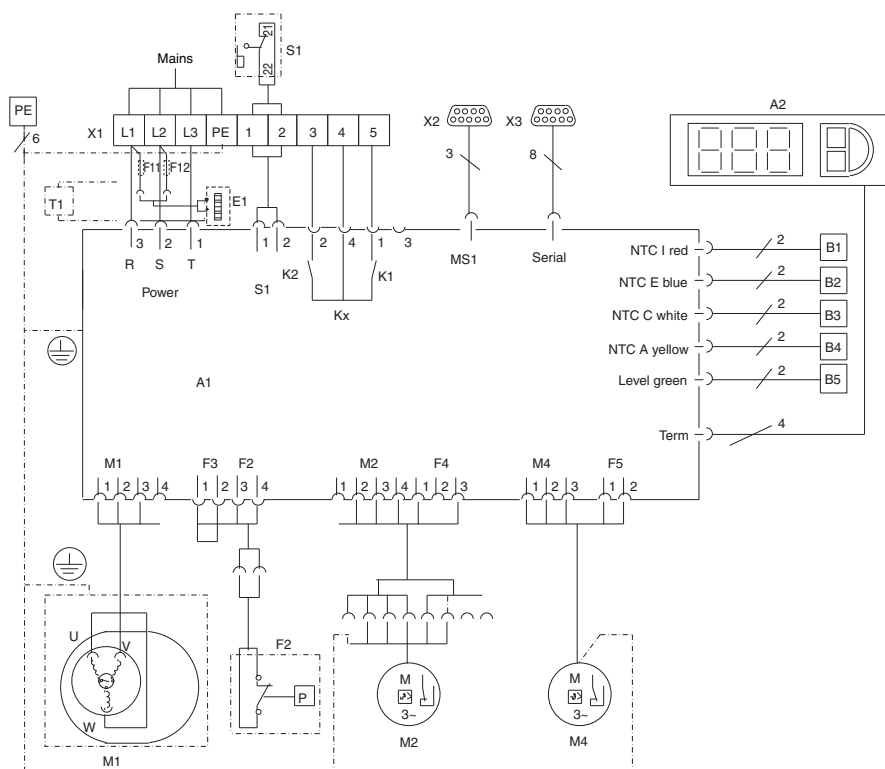 21
S1
22
Mains
PE
6
X1 L1 L2 L3 PE 1 2 3 4 5
X2
X3
A2
3
8
F11 F12
T1
E1
3 2 1
1 2
2 4 1 3
R S T
S1
K2 K1
MS1
Serial
Power
Kx
NTC I red 2 B1
NTC E blue 2 B2
NTC C white 2 B3
NTC A yellow 2 B4
Level green 2 B5
A1
Term 4
M1 F3 F2 M2 F4 M4 F5
1 2 3 4 1 2 3 4 1 2 3 4 1 2 3 1 2 3 1 2
U
V
W
M1
F2
P
M
3~
M2
M
3~
M4